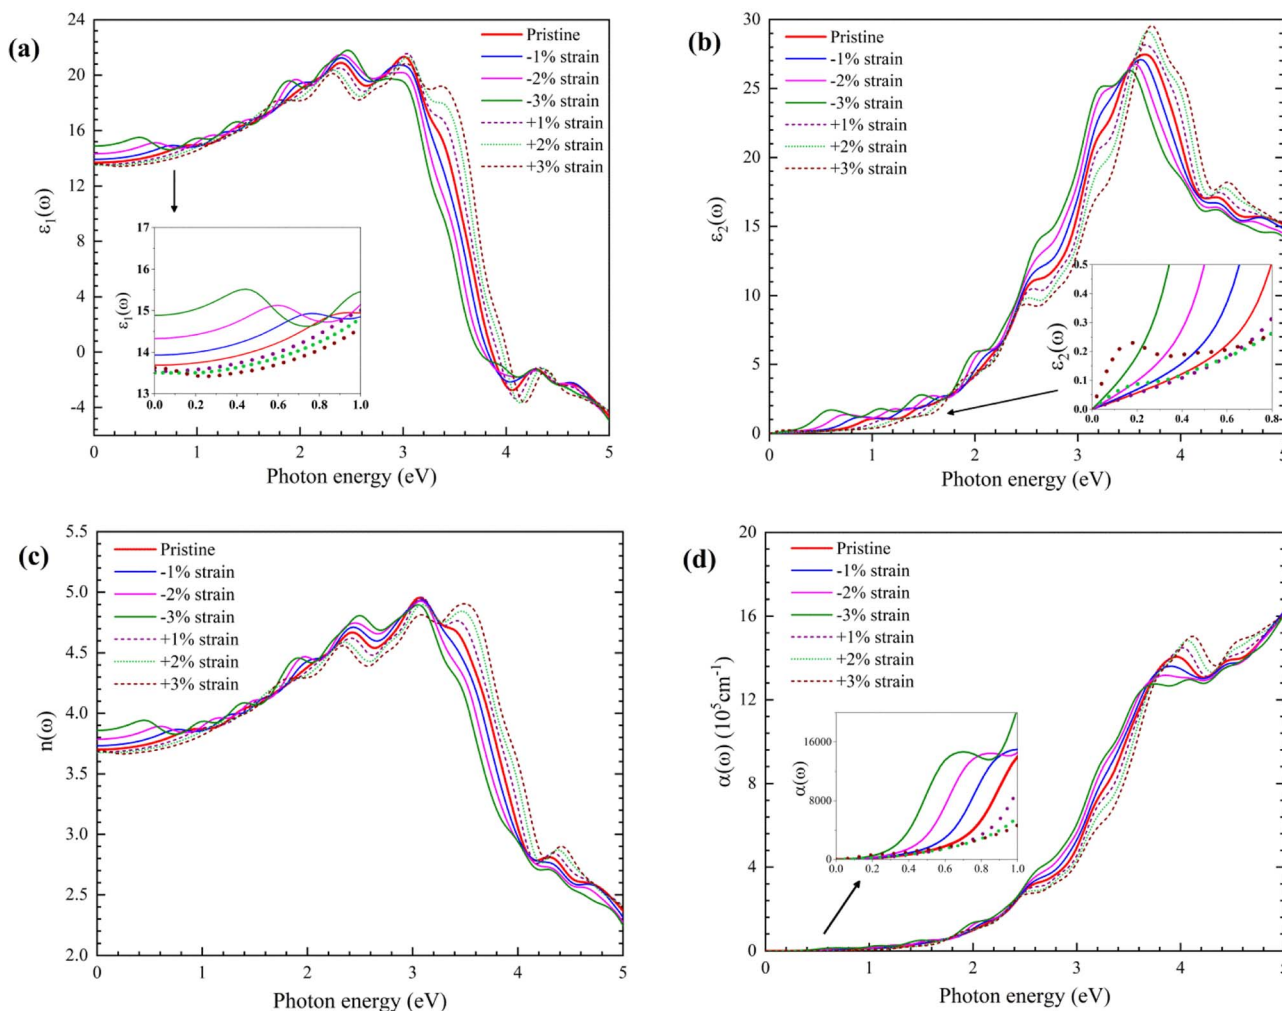 (a)
24
20
16
12
8
4
0
-4
ε₁(ω)
Pristine
-1% strain
-2% strain
-3% strain
+1% strain
+2% strain
+3% strain
17
16
15
14
13
ε₁(ω)
0.0 0.2 0.4 0.6 0.8 1.0
0 1 2 3 4 5
Photon energy (eV)
(b)
30
25
20
15
10
5
0
ε₂(ω)
Pristine
-1% strain
-2% strain
-3% strain
+1% strain
+2% strain
+3% strain
0.5
0.4
0.3
0.2
0.1
0.0
ε₂(ω)
0.0 0.2 0.4 0.6 0.8
0 1 2 3 4 5
Photon energy (eV)
(c)
5.5
5.0
4.5
4.0
3.5
3.0
2.5
2.0
n(ω)
Pristine
-1% strain
-2% strain
-3% strain
+1% strain
+2% strain
+3% strain
0 1 2 3 4 5
Photon energy (eV)
(d)
20
16
12
8
4
0
α(ω) (10⁵cm⁻¹)
Pristine
-1% strain
-2% strain
-3% strain
+1% strain
+2% strain
+3% strain
16000
8000
0
α(ω)
0.0 0.2 0.4 0.6 0.8 1.0
0 1 2 3 4 5
Photon energy (eV)